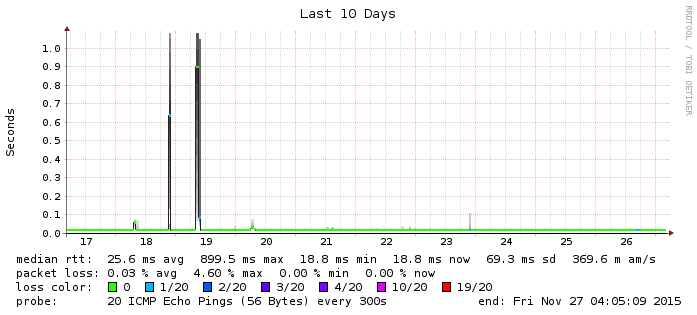 Last 10 Days
RRDTOOL / TOBI OETIKER
Seconds
1.0
0.9
0.8
0.7
0.6
0.5
0.4
0.3
0.2
0.1
0.0
17 18 19 20 21 22 23 24 25 26
median rtt: 25.6 ms avg 899.5 ms max 18.8 ms min 18.8 ms now 69.3 ms sd 369.6 m am/s
packet loss: 0.03 % avg 4.60 % max 0.00 % min 0.00 % now
loss color: 0 1/20 2/20 3/20 4/20 10/20 19/20
probe: 20 ICMP Echo Pings (56 Bytes) every 300s end: Fri Nov 27 04:05:09 2015